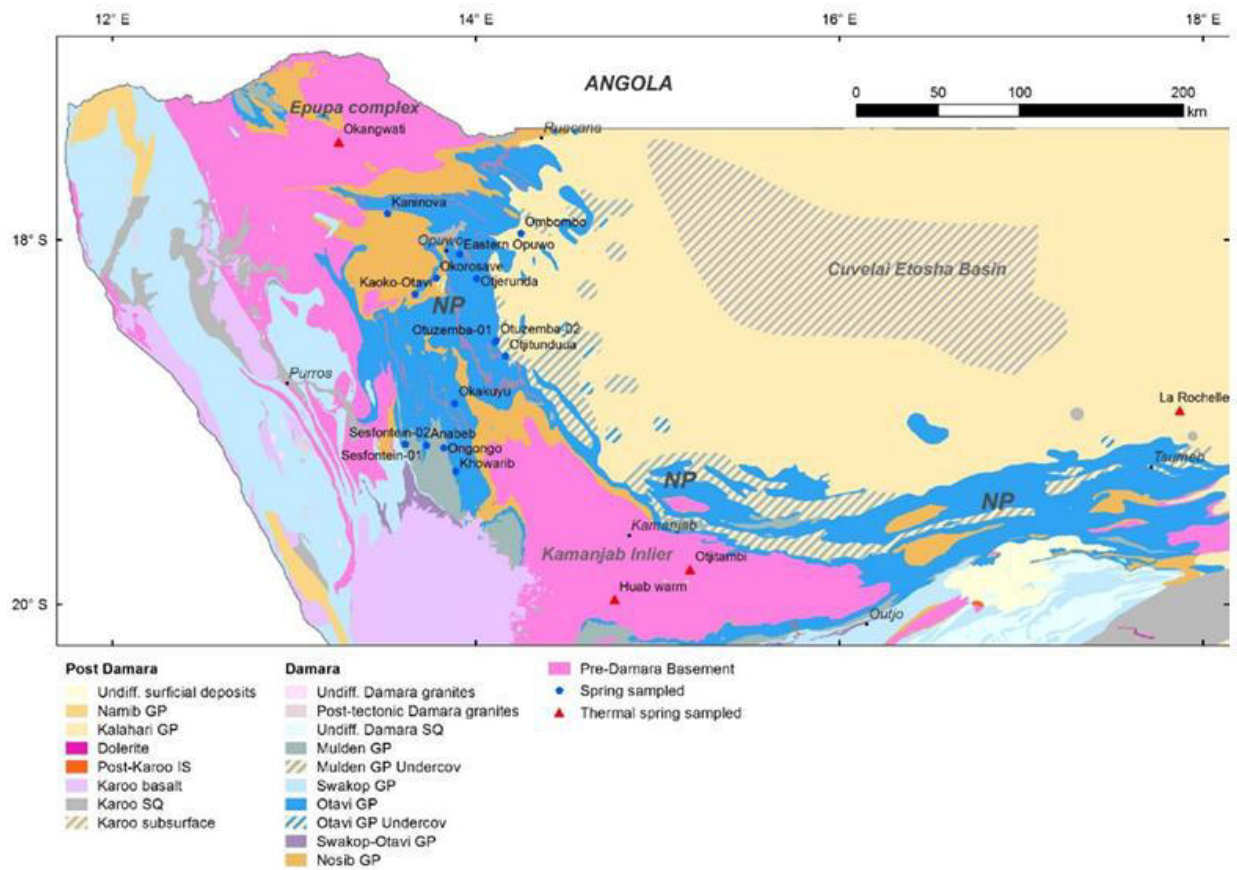 12° E 14° E 16° E 18° E
ANGOLA
0 50 100 200
km
Epupa complex
Okangwati
Ruacana
Kaninova
Ombombo
18° S
Opuwo
Eastern Opuwo
Okorosave
Cuvelai Etosha Basin
Kaoko-Otavi
Otjerunda
NP
Otuzemba-01
Otuzemba-02
Otjitunduua
Purros
Okakuyu
La Rochelle
Sesfontein-02
Anabeb
Sesfontein-01
Ongongo
Khowarib
Tsumeb
NP
NP
Kamanjab
Kamanjab Inlier
Otjitambi
Huab warm
20° S
Outjo
Post Damara
Undiff. surficial deposits
Namib GP
Kalahari GP
Dolerite
Post-Karoo IS
Karoo basalt
Karoo SQ
Karoo subsurface
Damara
Undiff. Damara granites
Post-tectonic Damara granites
Undiff. Damara SQ
Mulden GP
Mulden GP Undercov
Swakop GP
Otavi GP
Otavi GP Undercov
Swakop-Otavi GP
Nosib GP
Pre-Damara Basement
Spring sampled
Thermal spring sampled